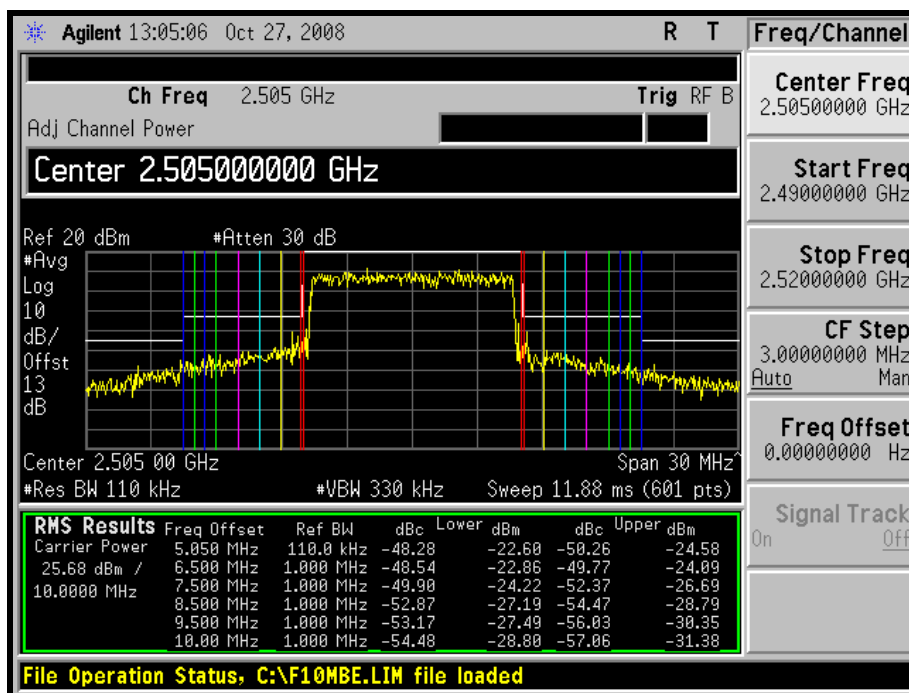 Agilent 13:05:06 Oct 27, 2008 R T
Ch Freq 2.505 GHz Trig RF B
Adj Channel Power
Center 2.505000000 GHz
Ref 20 dBm #Atten 30 dB
#Avg
Log
10
dB/
Offst
13
dB
Center 2.505 00 GHz Span 30 MHz^
#Res BW 110 kHz #VBW 330 kHz Sweep 11.88 ms (601 pts)
RMS Results Freq Offset Ref BW dBc Lower dBm dBc Upper dBm
Carrier Power 5.050 MHz 110.0 kHz -48.28 -22.60 -50.26 -24.58
25.68 dBm / 6.500 MHz 1.000 MHz -48.54 -22.86 -49.77 -24.09
10.0000 MHz 7.500 MHz 1.000 MHz -49.90 -24.22 -52.37 -26.69
8.500 MHz 1.000 MHz -52.87 -27.19 -54.47 -28.79
9.500 MHz 1.000 MHz -53.17 -27.49 -56.03 -30.35
10.00 MHz 1.000 MHz -54.48 -28.80 -57.06 -31.38
File Operation Status, C:\F10MBE.LIM file loaded
Freq/Channel
Center Freq
2.50500000 GHz
Start Freq
2.49000000 GHz
Stop Freq
2.52000000 GHz
CF Step
3.00000000 MHz
Auto Man
Freq Offset
0.00000000 Hz
Signal Track
On Off